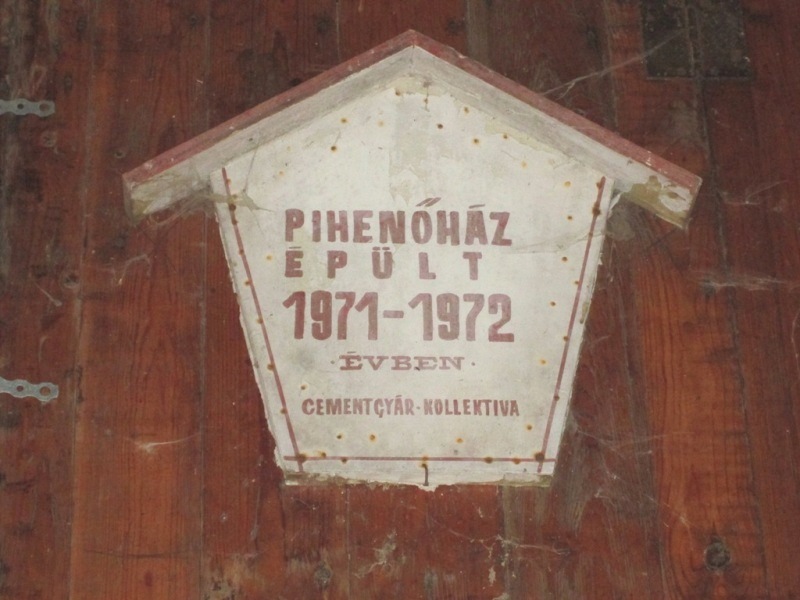 PIHENŐHÁZ
ÉPÜLT
1971-1972
·ÉVBEN·
CEMENTGYÁR·KOLLEKTIVA